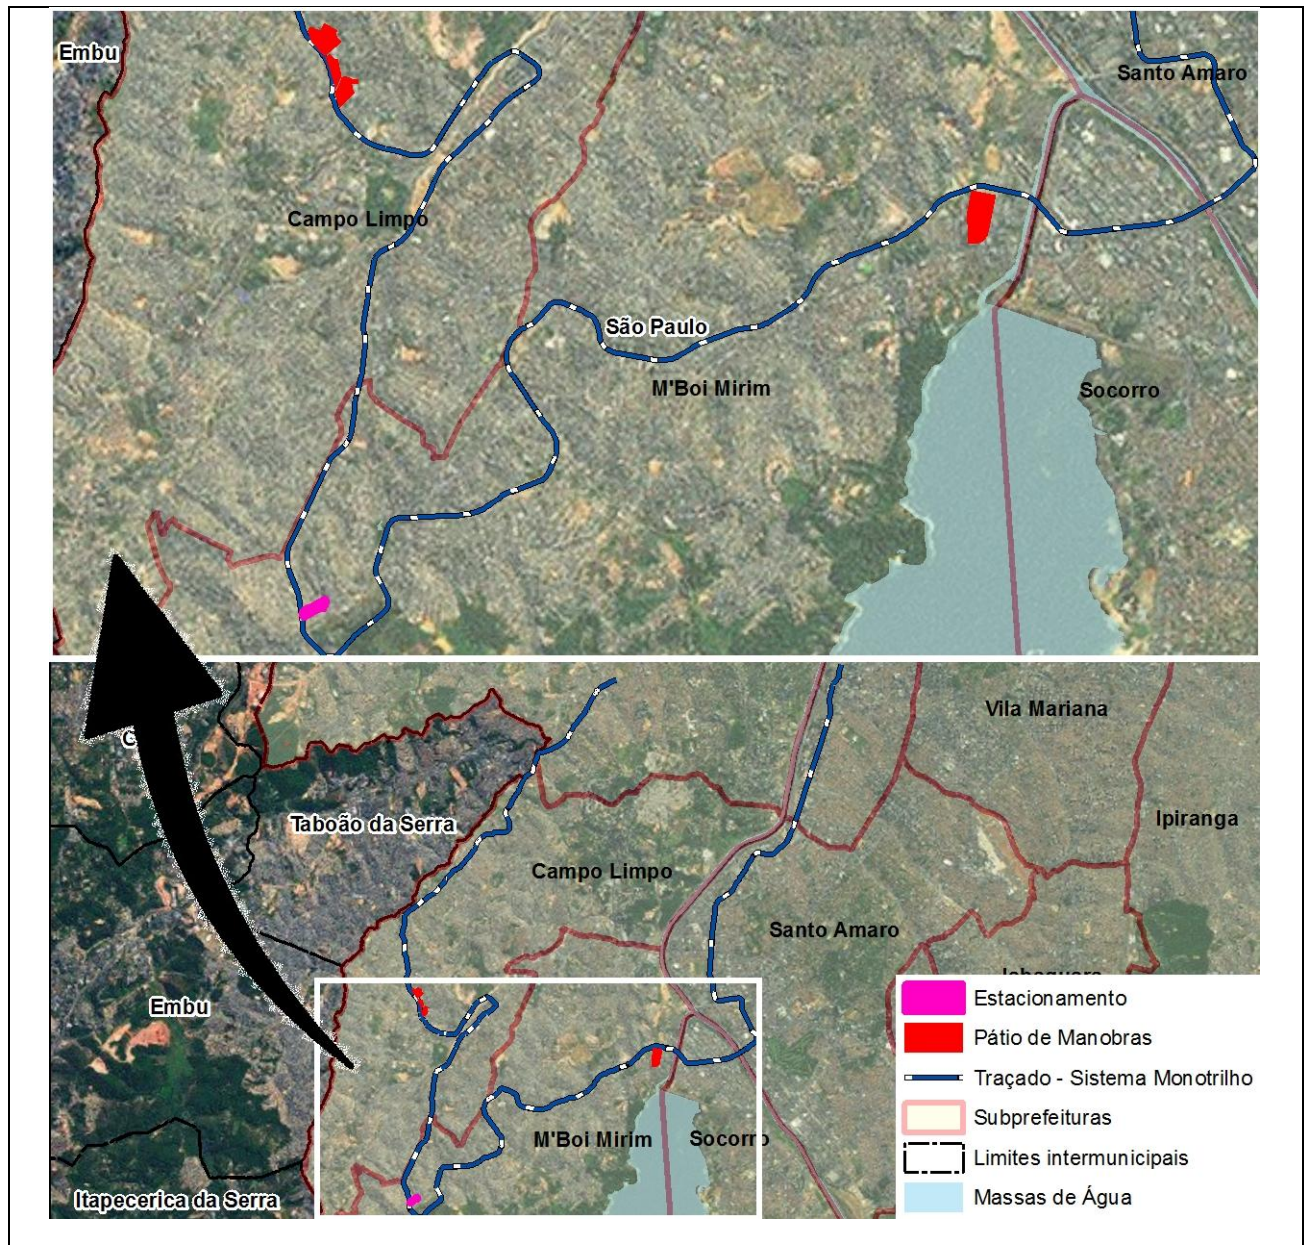 Embu
Santo Amaro
Campo Limpo
São Paulo
M'Boi Mirim
Socorro
Vila Mariana
Ipiranga
Taboão da Serra
Campo Limpo
Santo Amaro
Embu
M'Boi Mirim
Socorro
Itapecerica da Serra
Estacionamento
Pátio de Manobras
Traçado - Sistema Monotrilho
Subprefeituras
Limites intermunicipais
Massas de Água